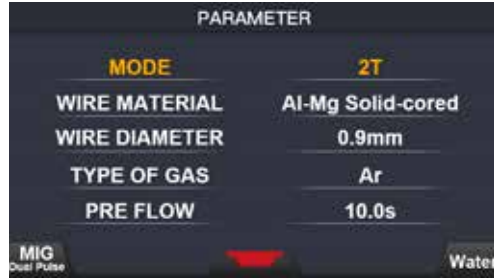 PARAMETER
MODE 2T
WIRE MATERIAL Al-Mg Solid-cored
WIRE DIAMETER 0.9mm
TYPE OF GAS Ar
PRE FLOW 10.0s
MIG Water
Dual Pulse